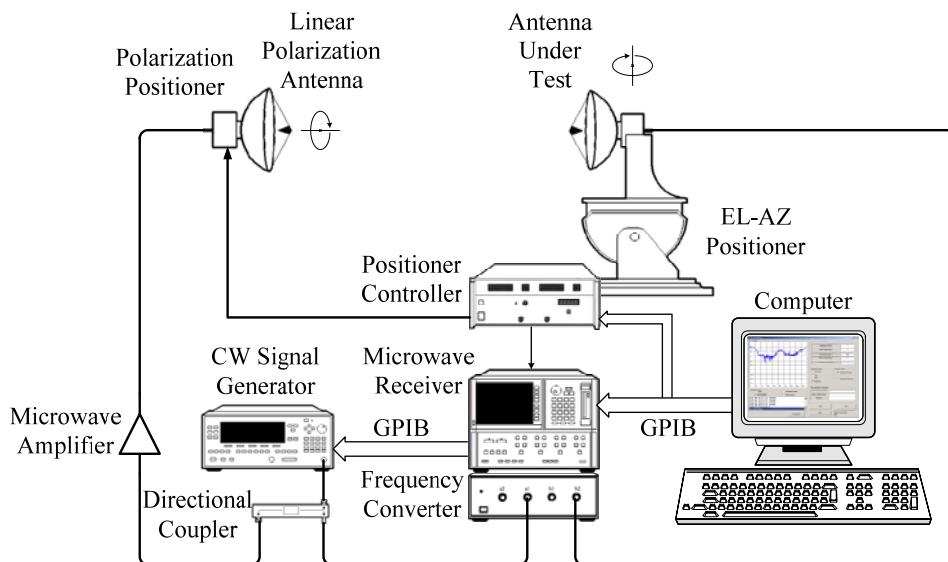 Linear
Polarization
Antenna
Polarization
Positioner
Antenna
Under
Test
EL-AZ
Positioner
Positioner
Controller
Computer
CW Signal
Generator
Microwave
Receiver
Microwave
Amplifier
GPIB
GPIB
Directional
Coupler
Frequency
Converter